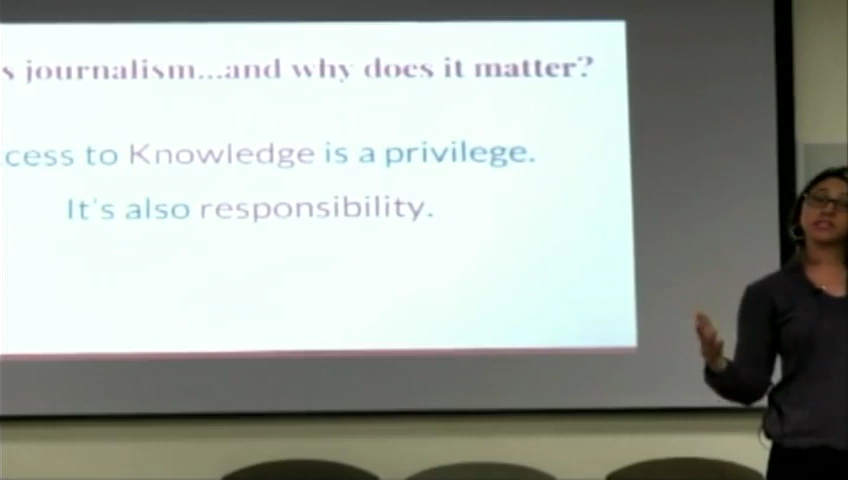 s journalism...and why does it matter?
cess to Knowledge is a privilege.
It's also responsibility.